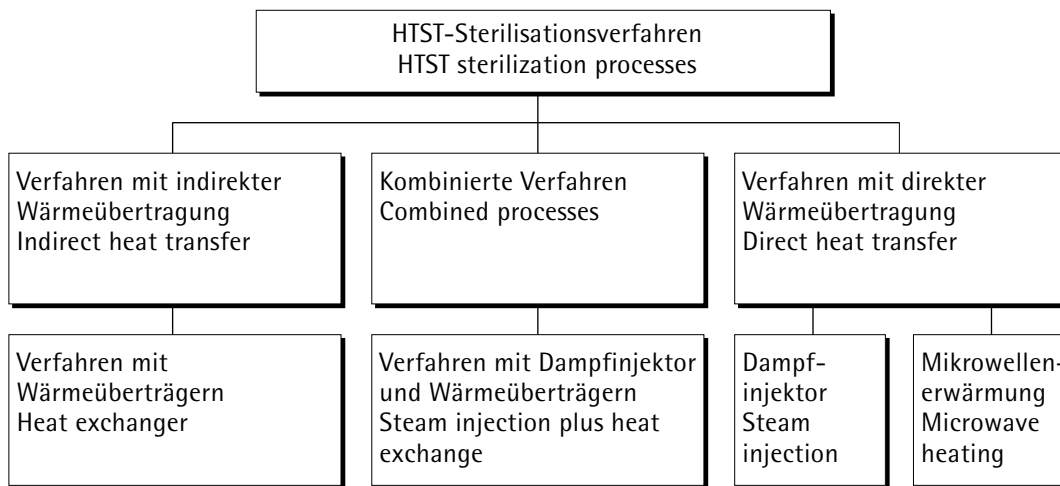 HTST-Sterilisationsverfahren
HTST sterilization processes
Verfahren mit indirekter
Wärmeübertragung
Indirect heat transfer
Kombinierte Verfahren
Combined processes
Verfahren mit direkter
Wärmeübertragung
Direct heat transfer
Verfahren mit
Wärmeüberträgern
Heat exchanger
Verfahren mit Dampfinjektor
und Wärmeüberträgern
Steam injection plus heat
exchange
Dampf-
injektor
Steam
injection
Mikrowellen-
erwärmung
Microwave
heating